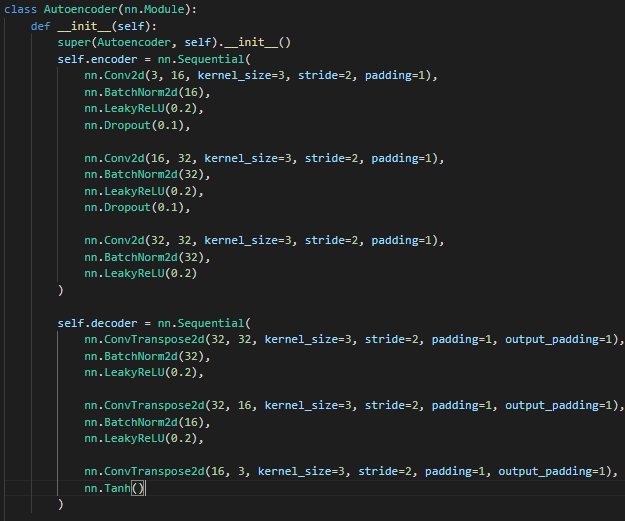 class Autoencoder(nn.Module):
    def __init__(self):
        super(Autoencoder, self).__init__()
        self.encoder = nn.Sequential(
            nn.Conv2d(3, 16, kernel_size=3, stride=2, padding=1),
            nn.BatchNorm2d(16),
            nn.LeakyReLU(0.2),
            nn.Dropout(0.1),

            nn.Conv2d(16, 32, kernel_size=3, stride=2, padding=1),
            nn.BatchNorm2d(32),
            nn.LeakyReLU(0.2),
            nn.Dropout(0.1),

            nn.Conv2d(32, 32, kernel_size=3, stride=2, padding=1),
            nn.BatchNorm2d(32),
            nn.LeakyReLU(0.2)
        )

        self.decoder = nn.Sequential(
            nn.ConvTranspose2d(32, 32, kernel_size=3, stride=2, padding=1, output_padding=1),
            nn.BatchNorm2d(32),
            nn.LeakyReLU(0.2),

            nn.ConvTranspose2d(32, 16, kernel_size=3, stride=2, padding=1, output_padding=1),
            nn.BatchNorm2d(16),
            nn.LeakyReLU(0.2),

            nn.ConvTranspose2d(16, 3, kernel_size=3, stride=2, padding=1, output_padding=1),
            nn.Tanh()
        )